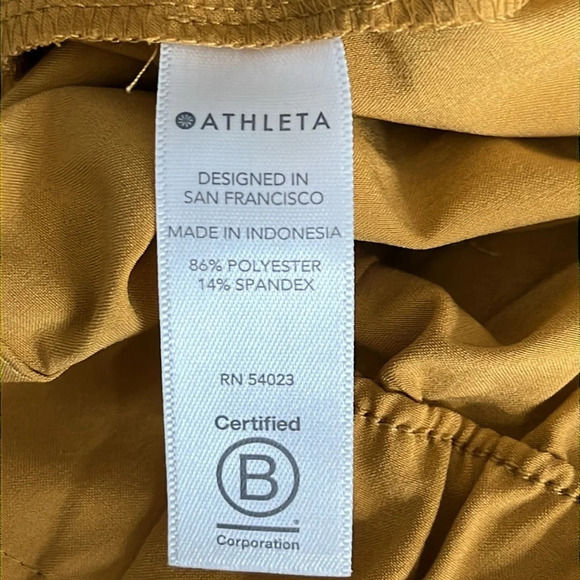 ATHLETA
DESIGNED IN
SAN FRANCISCO
MADE IN INDONESIA
86% POLYESTER
14% SPANDEX
RN 54023
Certified
B
Corporation